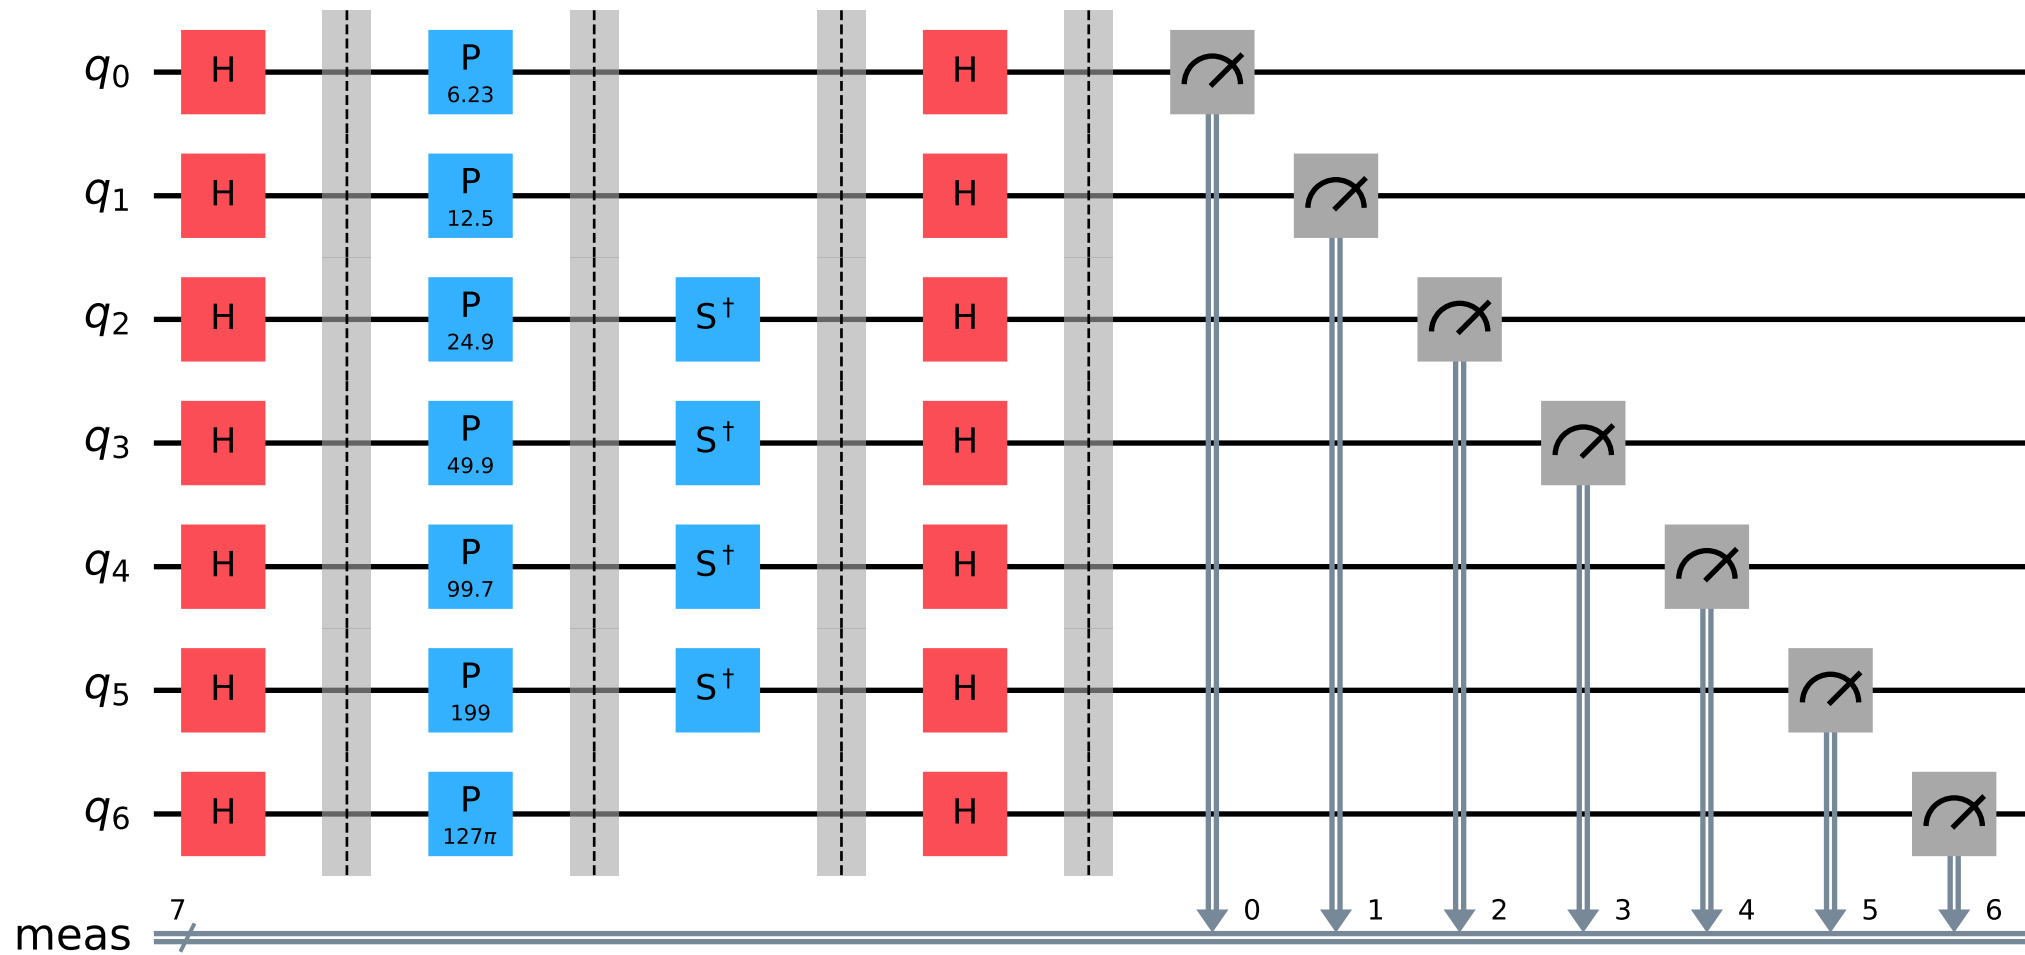 q0 H P 6.23 H
q1 H P 12.5 H
q2 H P 24.9 S† H
q3 H P 49.9 S† H
q4 H P 99.7 S† H
q5 H P 199 S† H
q6 H P 127π H
7 0 1 2 3 4 5 6
meas